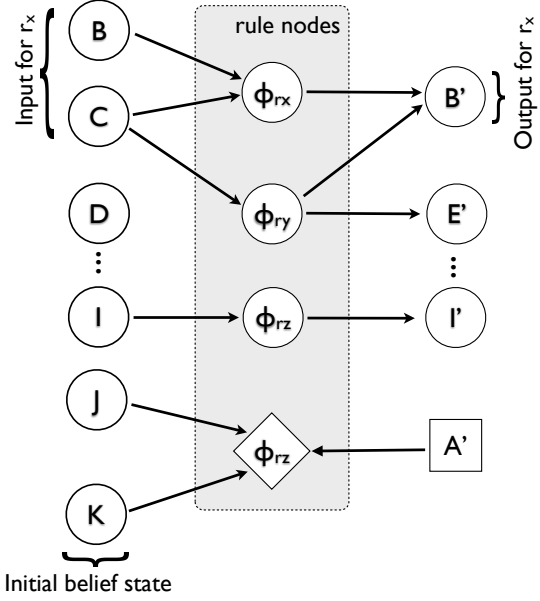 rule nodes
Input for rₓ
B
C
D
I
J
K
ϕrx
ϕry
ϕrz
ϕrz
B'
E'
I'
A'
Output for rₓ
Initial belief state